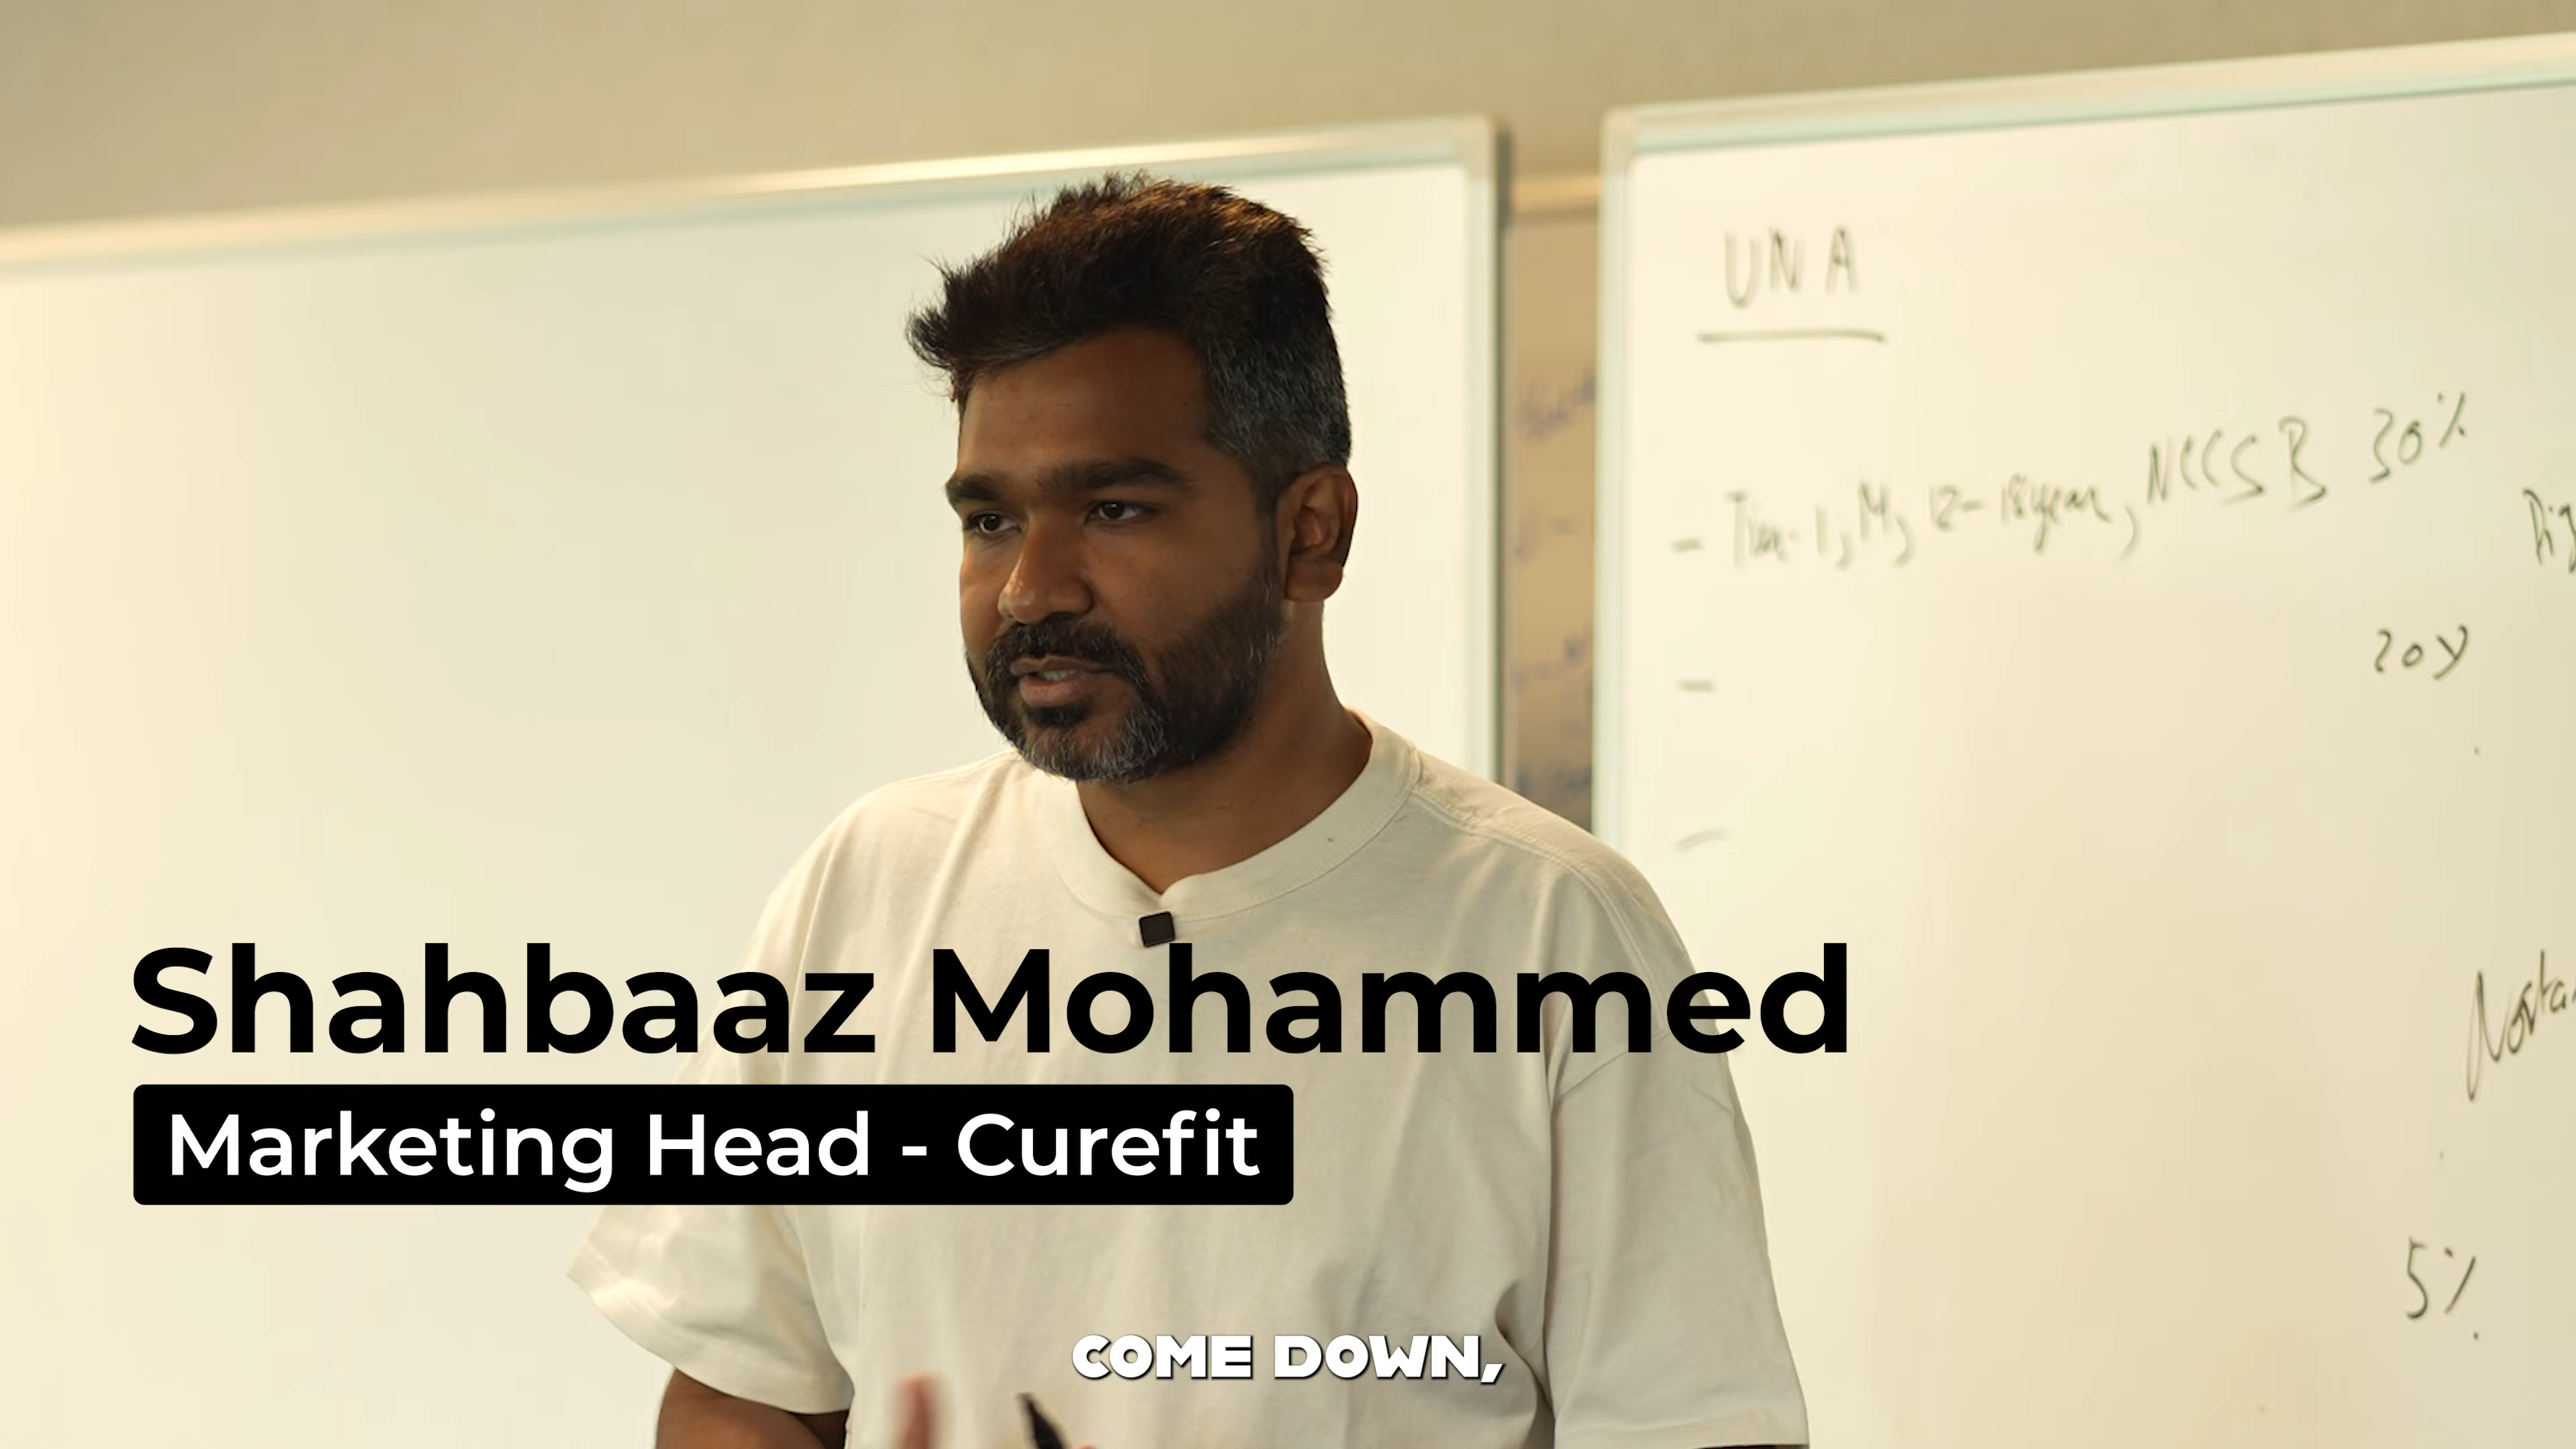 UNA
- Tier-1, M, 12-18year, NCCS B 30%
20y
Shahbaaz Mohammed
Marketing Head - Curefit
5%
COME DOWN,